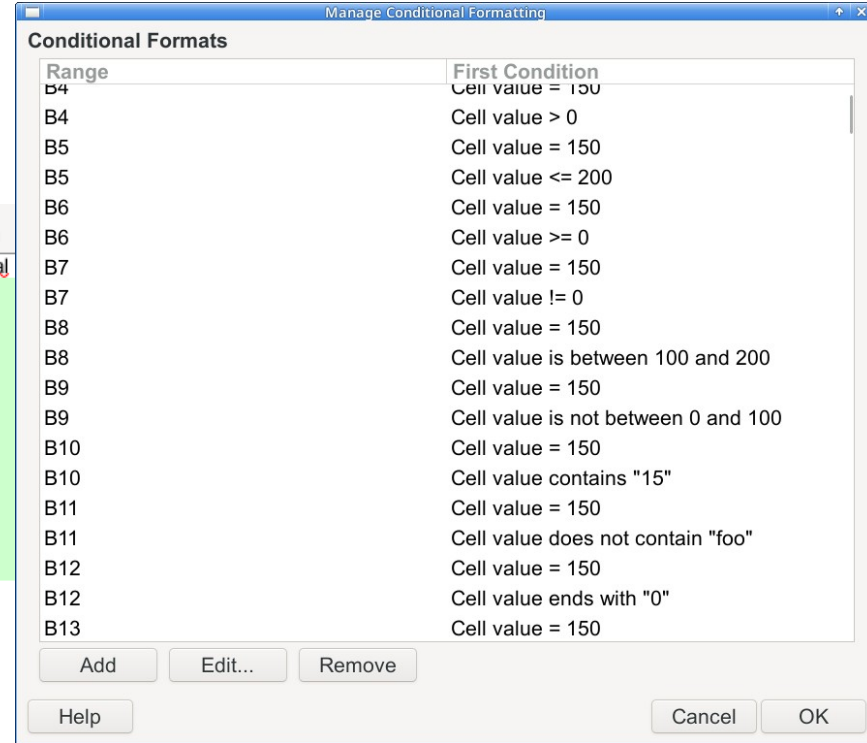 Manage Conditional Formatting
Conditional Formats
Range First Condition
B4 Cell value = 150
B4 Cell value > 0
B5 Cell value = 150
B5 Cell value <= 200
B6 Cell value = 150
B6 Cell value >= 0
B7 Cell value = 150
B7 Cell value != 0
B8 Cell value = 150
B8 Cell value is between 100 and 200
B9 Cell value = 150
B9 Cell value is not between 0 and 100
B10 Cell value = 150
B10 Cell value contains "15"
B11 Cell value = 150
B11 Cell value does not contain "foo"
B12 Cell value = 150
B12 Cell value ends with "0"
B13 Cell value = 150
Add Edit... Remove
Help Cancel OK